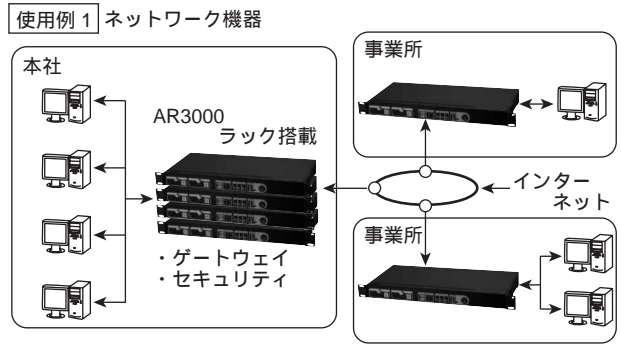 使用例 1 ネットワーク機器
本社
AR3000
ラック搭載
・ゲートウェイ
・セキュリティ
事業所
インター
ネット
事業所